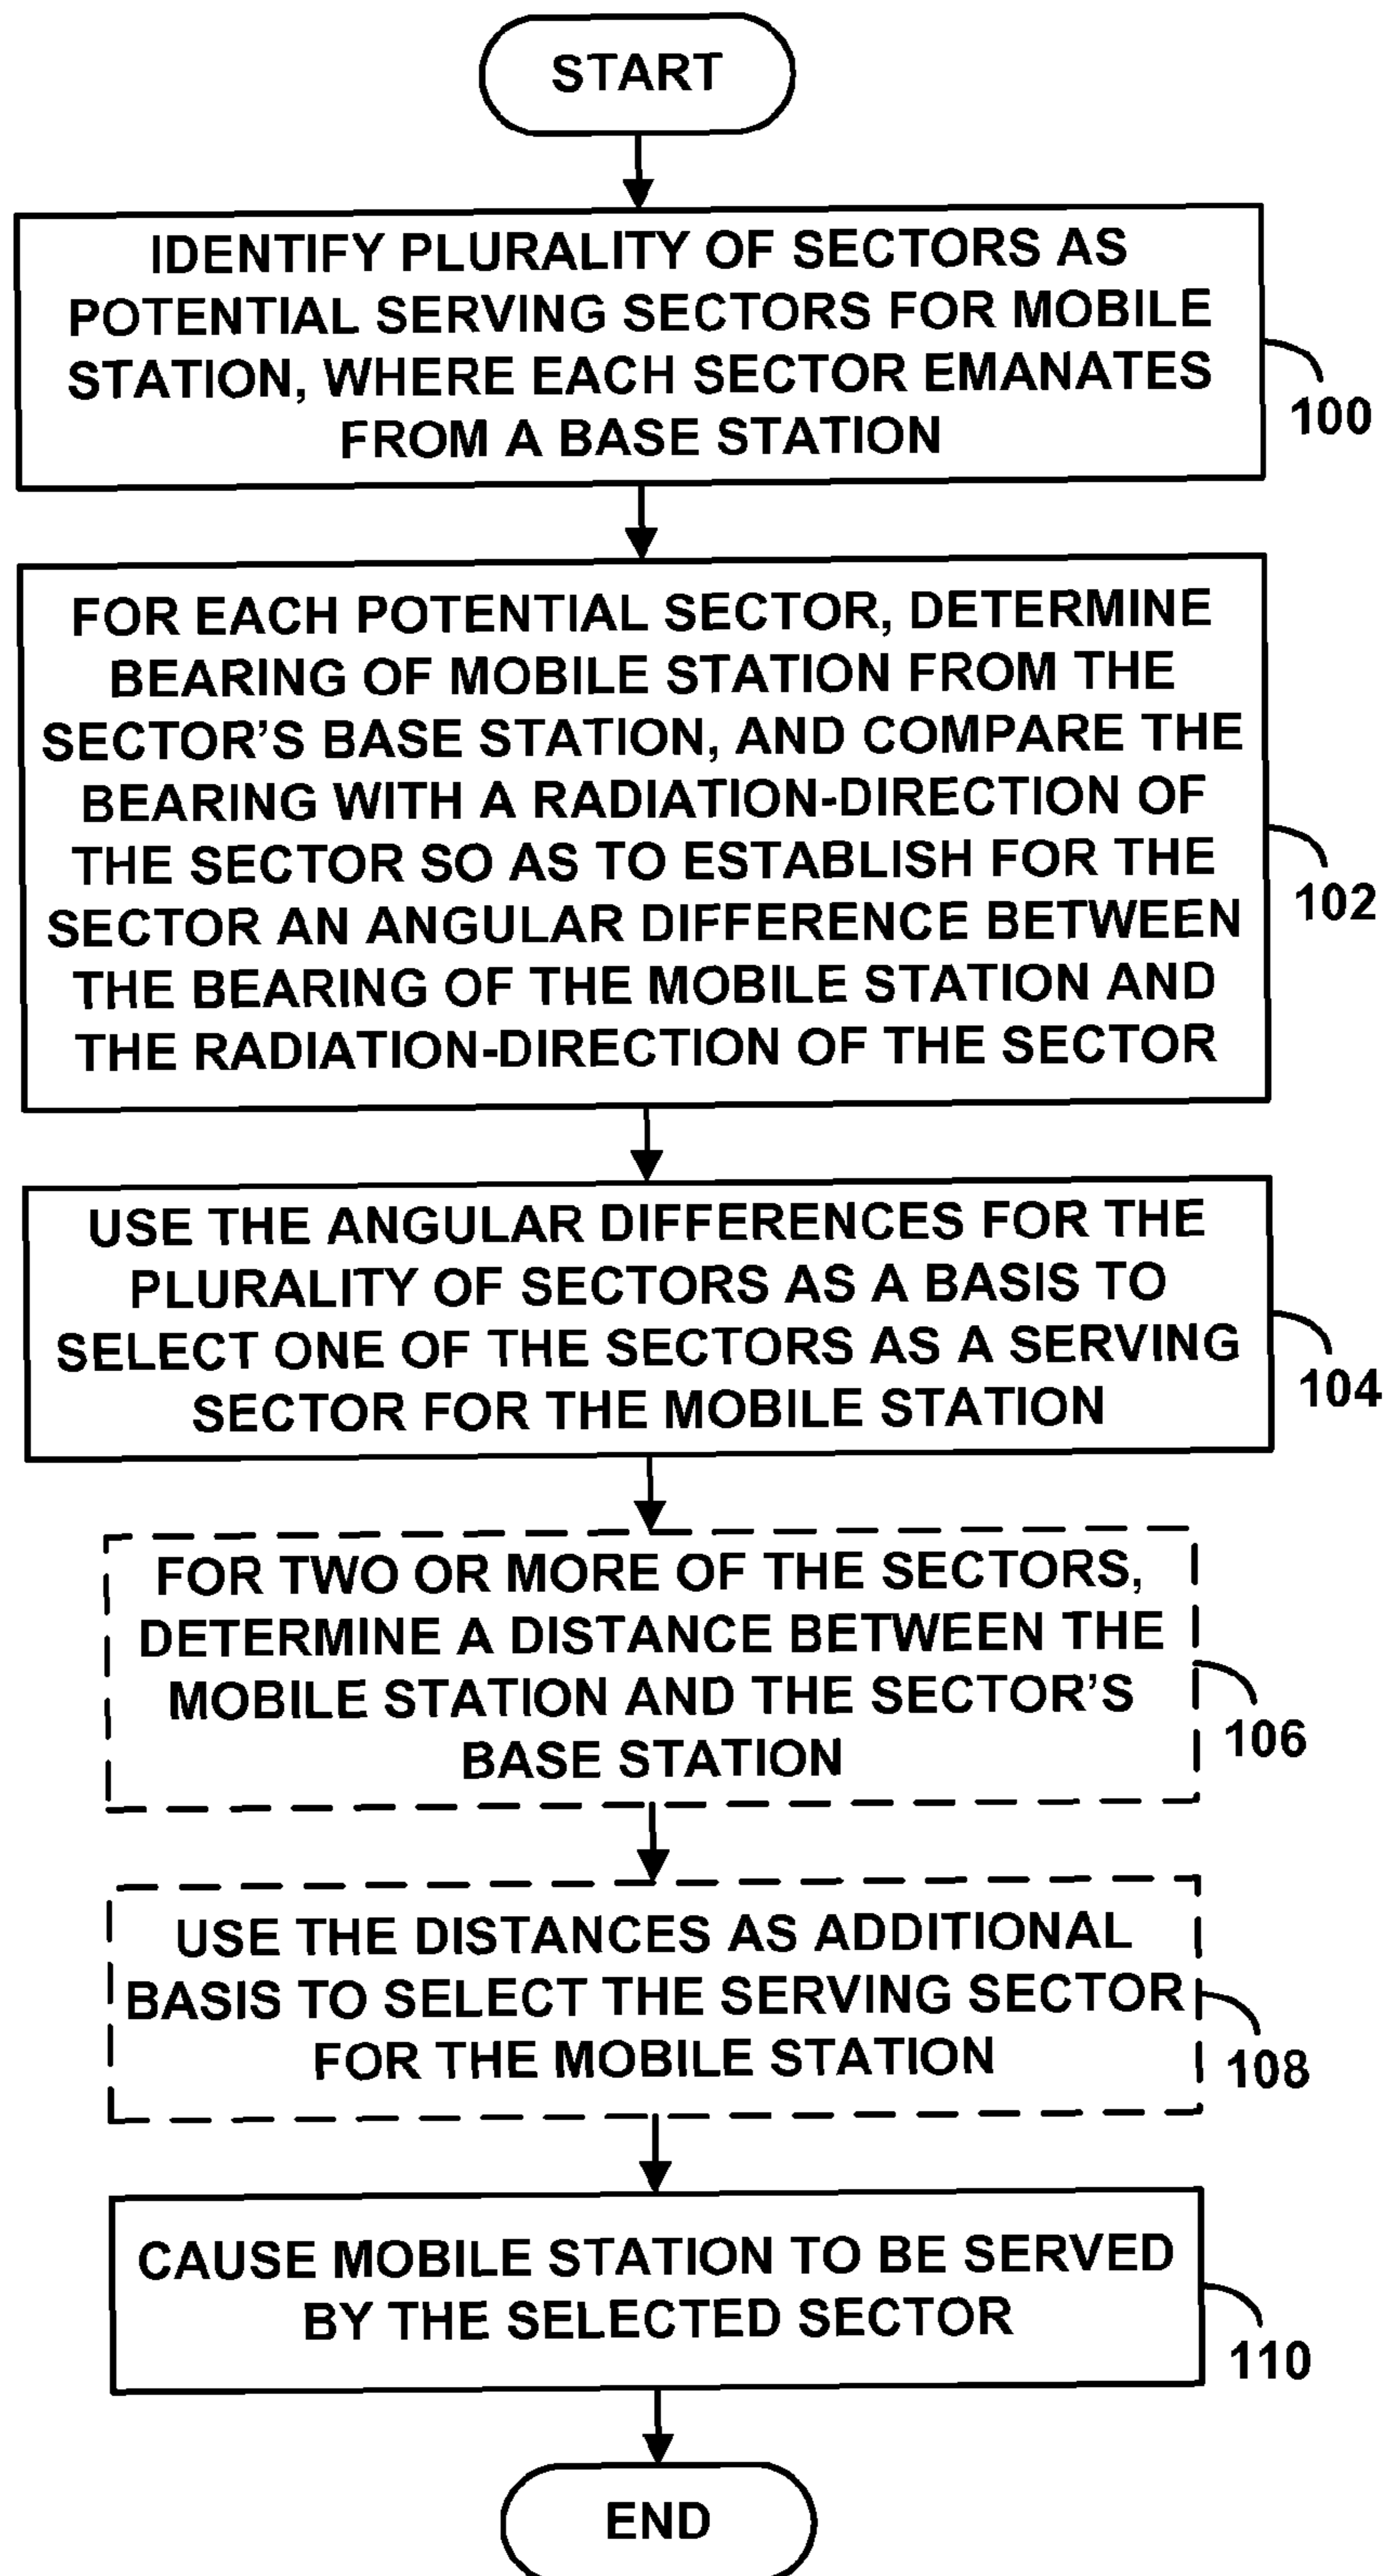 START
IDENTIFY PLURALITY OF SECTORS AS
POTENTIAL SERVING SECTORS FOR MOBILE
STATION, WHERE EACH SECTOR EMANATES
FROM A BASE STATION
100
FOR EACH POTENTIAL SECTOR, DETERMINE
BEARING OF MOBILE STATION FROM THE
SECTOR’S BASE STATION, AND COMPARE THE
BEARING WITH A RADIATION-DIRECTION OF
THE SECTOR SO AS TO ESTABLISH FOR THE
SECTOR AN ANGULAR DIFFERENCE BETWEEN
THE BEARING OF THE MOBILE STATION AND
THE RADIATION-DIRECTION OF THE SECTOR
102
USE THE ANGULAR DIFFERENCES FOR THE
PLURALITY OF SECTORS AS A BASIS TO
SELECT ONE OF THE SECTORS AS A SERVING
SECTOR FOR THE MOBILE STATION
104
FOR TWO OR MORE OF THE SECTORS,
DETERMINE A DISTANCE BETWEEN THE
MOBILE STATION AND THE SECTOR’S
BASE STATION
106
USE THE DISTANCES AS ADDITIONAL
BASIS TO SELECT THE SERVING SECTOR
FOR THE MOBILE STATION
108
CAUSE MOBILE STATION TO BE SERVED
BY THE SELECTED SECTOR
110
END